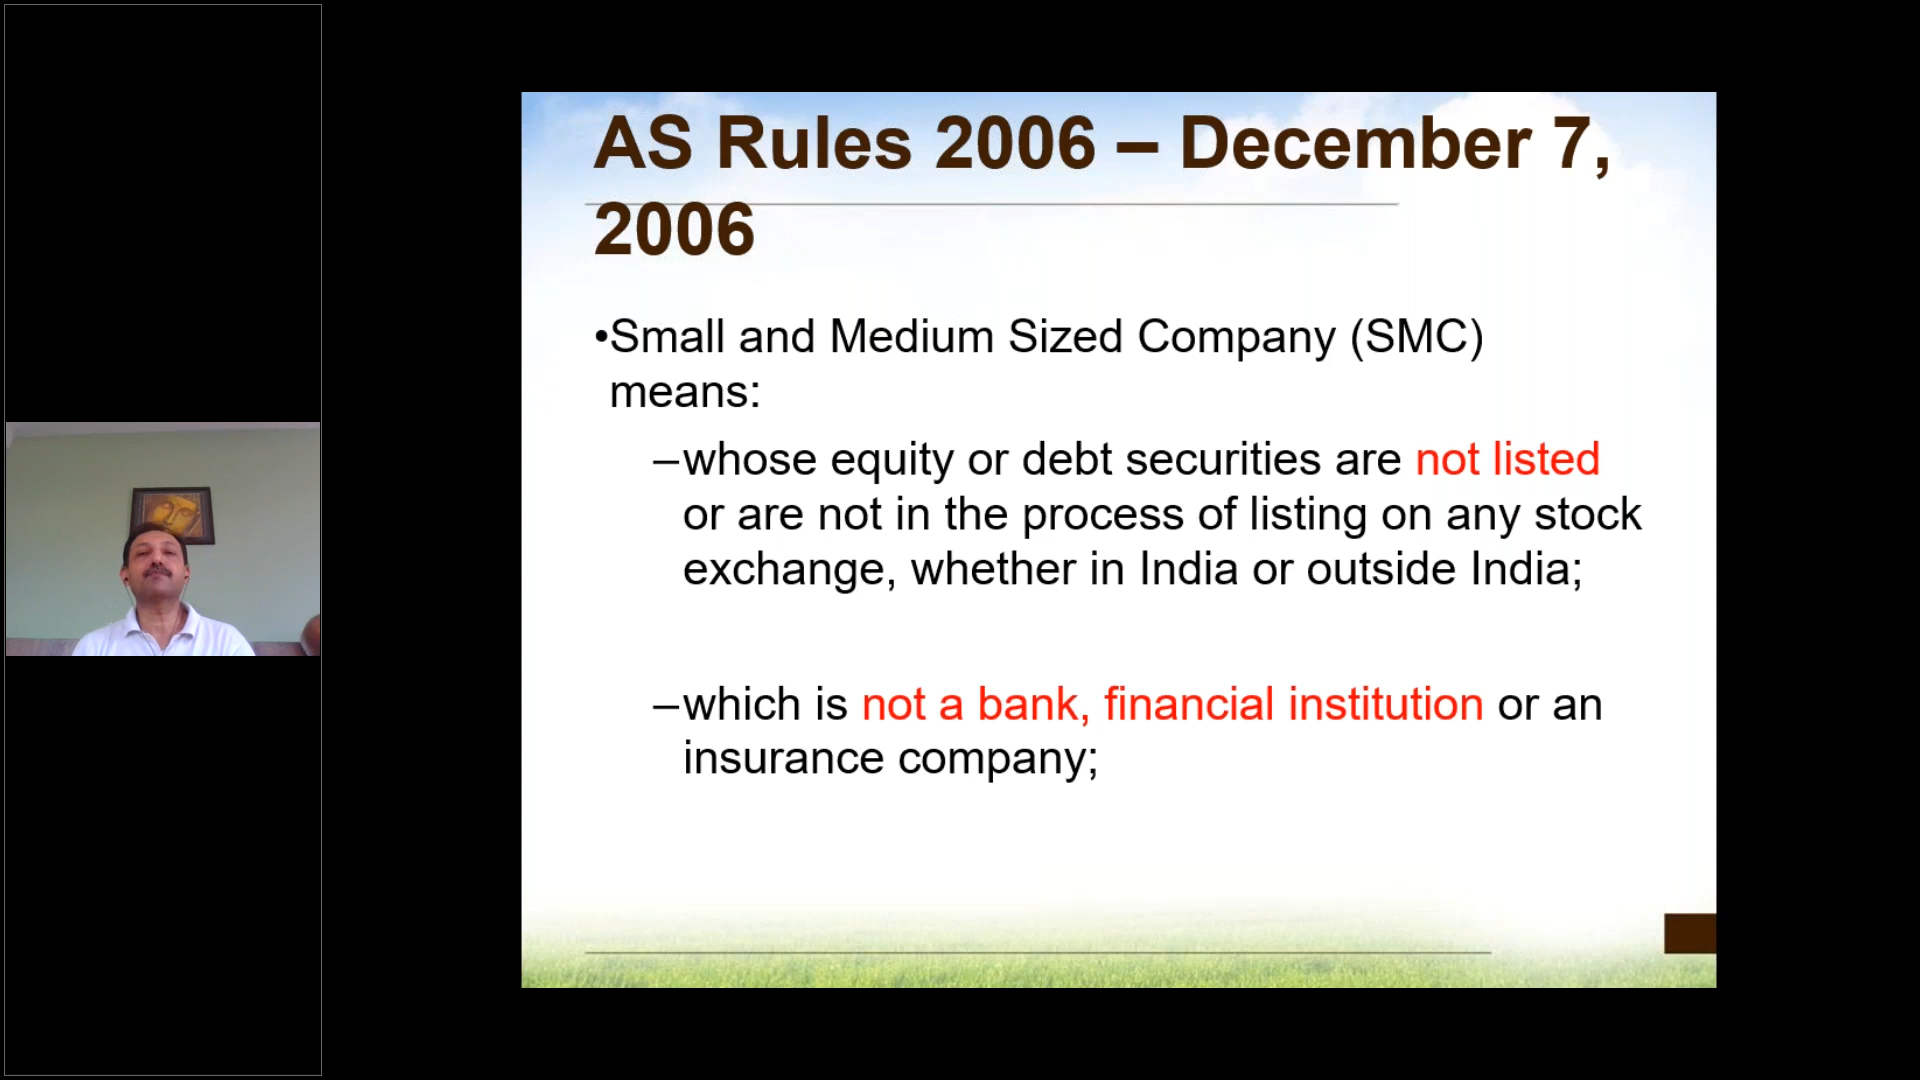 AS Rules 2006 – December 7,
2006
•Small and Medium Sized Company (SMC)
means:
–whose equity or debt securities are not listed
or are not in the process of listing on any stock
exchange, whether in India or outside India;
–which is not a bank, financial institution or an
insurance company;